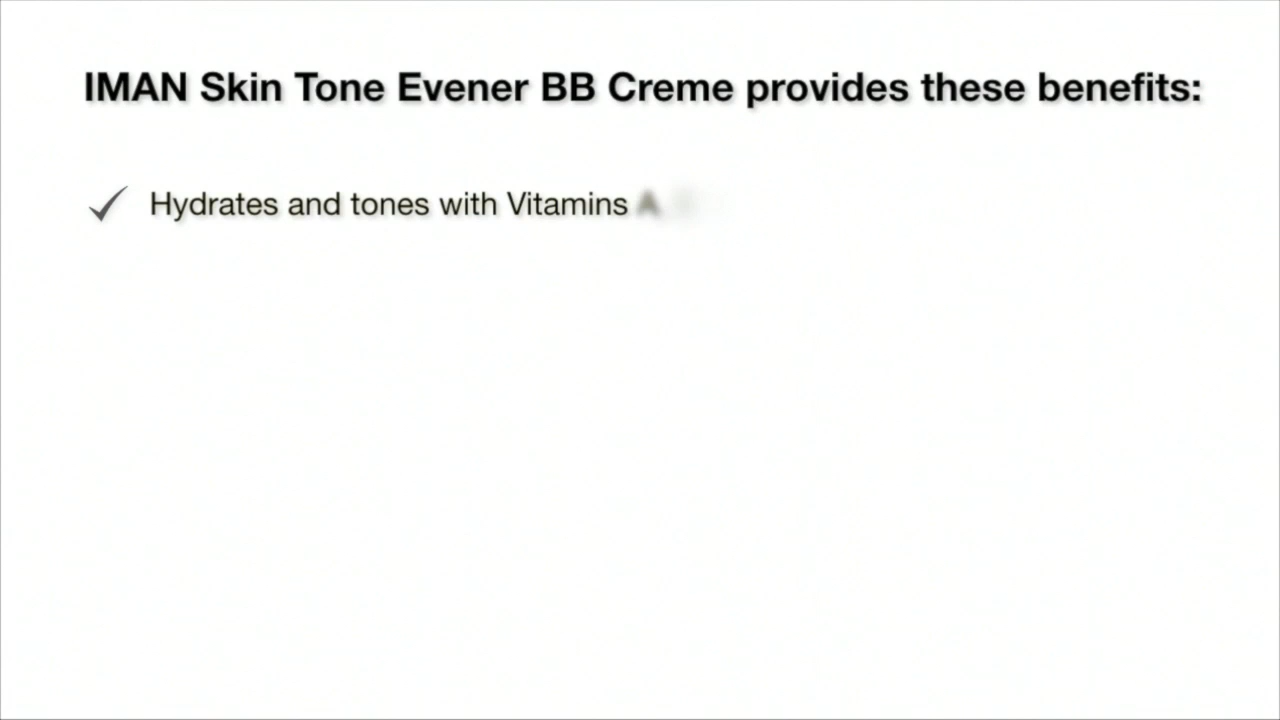 IMAN Skin Tone Evener BB Creme provides these benefits:
Hydrates and tones with Vitamins A